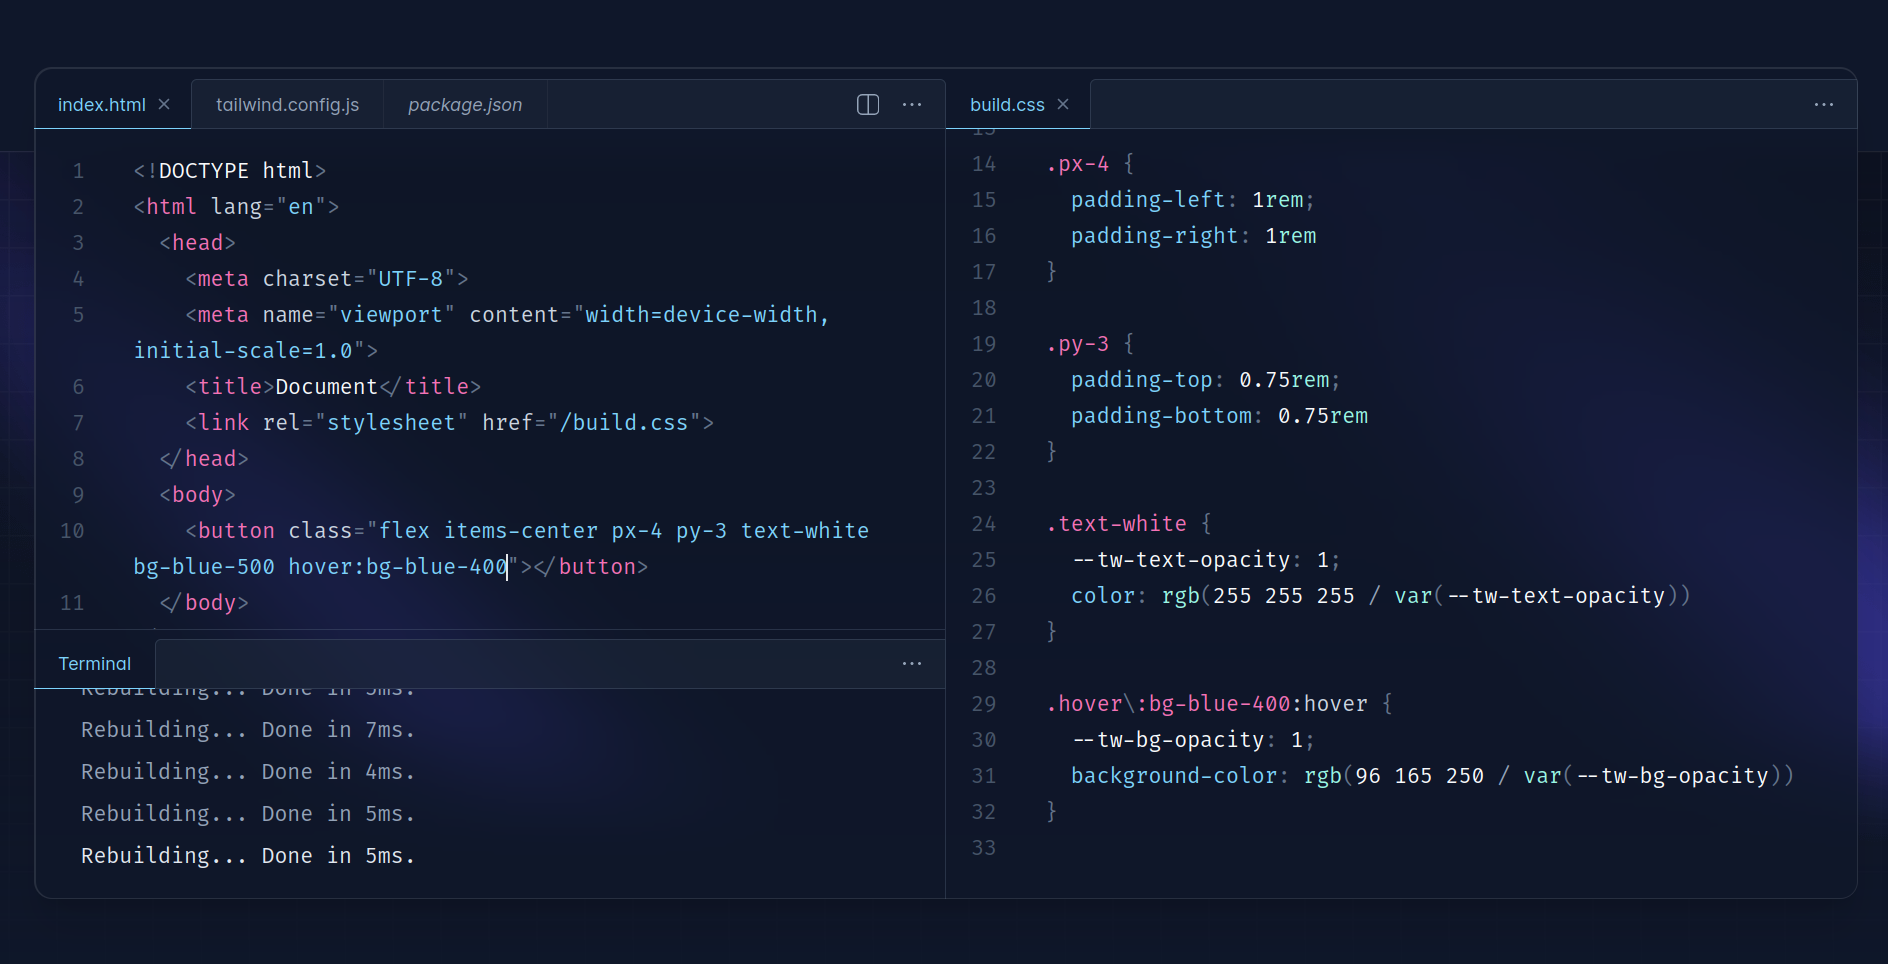 index.html ×
tailwind.config.js
package.json
1 <!DOCTYPE html>
2 <html lang="en">
3 <head>
4 <meta charset="UTF-8">
5 <meta name="viewport" content="width=device-width,
initial-scale=1.0">
6 <title>Document</title>
7 <link rel="stylesheet" href="/build.css">
8 </head>
9 <body>
10 <button class="flex items-center px-4 py-3 text-white
bg-blue-500 hover:bg-blue-400"></button>
11 </body>
Terminal
Rebuilding... Done in 5ms.
Rebuilding... Done in 7ms.
Rebuilding... Done in 4ms.
Rebuilding... Done in 5ms.
Rebuilding... Done in 5ms.
build.css ×
13
14 .px-4 {
15 padding-left: 1rem;
16 padding-right: 1rem
17 }
18
19 .py-3 {
20 padding-top: 0.75rem;
21 padding-bottom: 0.75rem
22 }
23
24 .text-white {
25 --tw-text-opacity: 1;
26 color: rgb(255 255 255 / var(--tw-text-opacity))
27 }
28
29 .hover\:bg-blue-400:hover {
30 --tw-bg-opacity: 1;
31 background-color: rgb(96 165 250 / var(--tw-bg-opacity))
32 }
33